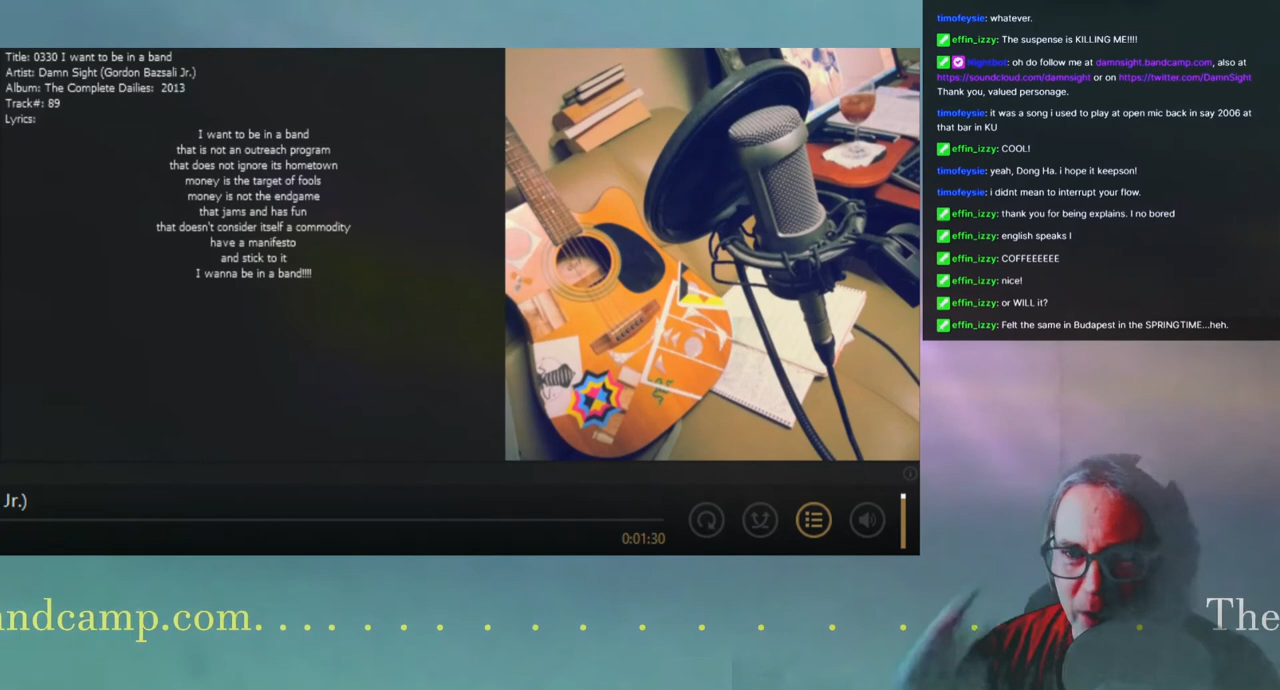 Title: 0330 I want to be in a band
Artist: Damn Sight (Gordon Bazsali Jr.)
Album: The Complete Dailies:  2013
Track#: 89
Lyrics:
I want to be in a band
that is not an outreach program
that does not ignore its hometown
money is the target of fools
money is not the endgame
that jams and has fun
that doesn't consider itself a commodity
have a manifesto
and stick to it
I wanna be in a band!!!!
Jr.)
0:01:30
timofeysie: whatever.
effin_izzy: The suspense is KILLING ME!!!!
Nightbot: oh do follow me at damnsight.bandcamp.com, also at
https://soundcloud.com/damnsight or on https://twitter.com/DamnSight
Thank you, valued personage.
timofeysie: it was a song i used to play at open mic back in say 2006 at
that bar in KU
effin_izzy: COOL!
timofeysie: yeah, Dong Ha. i hope it keepson!
timofeysie: i didnt mean to interrupt your flow.
effin_izzy: thank you for being explains. I no bored
effin_izzy: english speaks I
effin_izzy: COFFEEEEEE
effin_izzy: nice!
effin_izzy: or WILL it?
effin_izzy: Felt the same in Budapest in the SPRINGTIME...heh.
andcamp.com. . . . . . . . . . . . . . . . . The